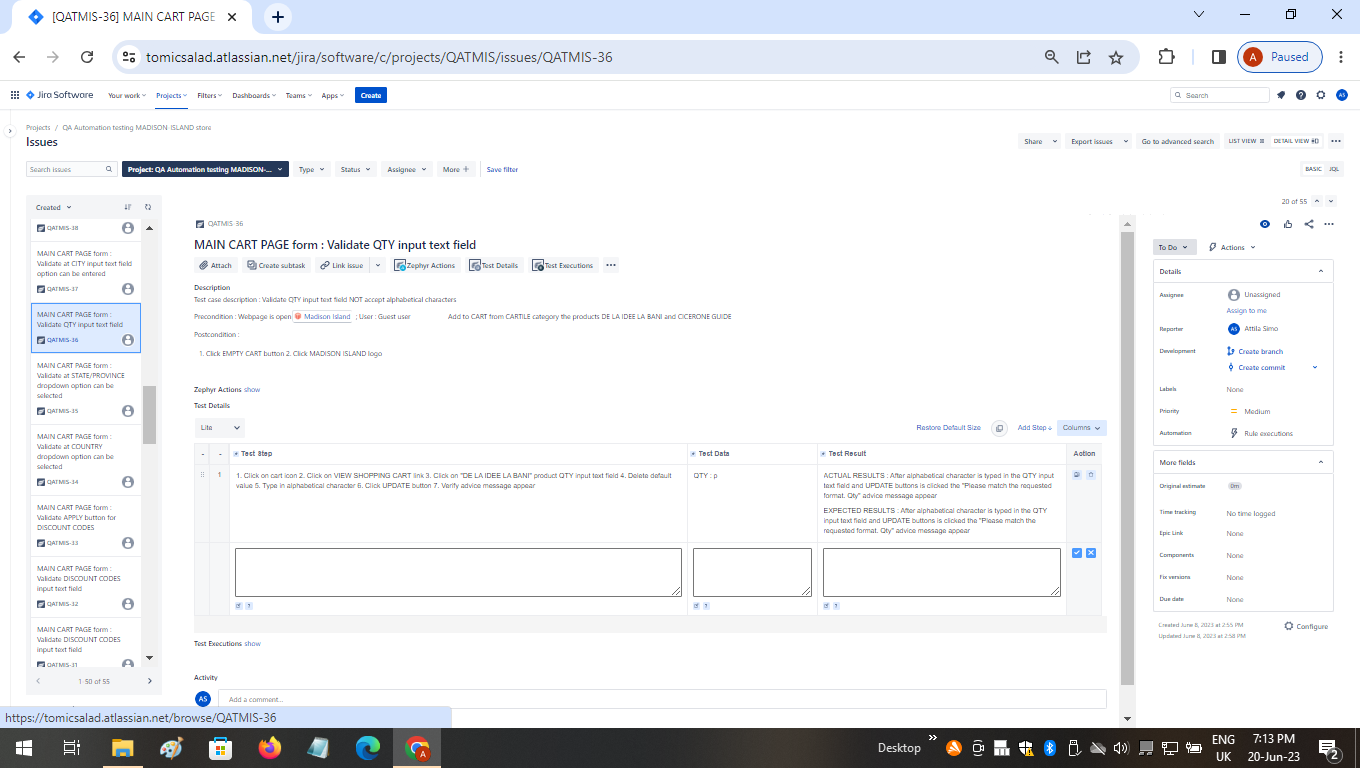 [QATMIS-36] MAIN CART PAGE
tomicsalad.atlassian.net/jira/software/c/projects/QATMIS/issues/QATMIS-36
A Paused
Jira Software Your work Projects Filters Dashboards Teams Apps Create Search AS
Projects / QA Automation testing MADISON ISLAND store
Issues
Share Export issues Go to advanced search LIST VIEW DETAIL VIEW
Search issues Project: QA Automation testing MADISON-... Type Status Assignee More + Save filter BASIC JQL
Created
20 of 55
QATMIS-38
MAIN CART PAGE form :
Validate at CITY input text field
option can be entered
QATMIS-37
MAIN CART PAGE form :
Validate QTY input text field
QATMIS-36
MAIN CART PAGE form :
Validate at STATE/PROVINCE
dropdown option can be
selected
QATMIS-35
MAIN CART PAGE form :
Validate at COUNTRY
dropdown option can be
selected
QATMIS-34
MAIN CART PAGE form :
Validate APPLY button for
DISCOUNT CODES
QATMIS-33
MAIN CART PAGE form :
Validate DISCOUNT CODES
input text field
QATMIS-32
MAIN CART PAGE form :
Validate DISCOUNT CODES
input text field
QATMIS-31
1-50 of 55
QATMIS-36
MAIN CART PAGE form : Validate QTY input text field
Attach Create subtask Link issue Zephyr Actions Test Details Test Executions
Description
Test case description : Validate QTY input text field NOT accept alphabetical characters
Precondition : Webpage is open Madison Island ; User : Guest user Add to CART from CARTILE category the products DE LA IDEE LA BANI and CICERONE GUIDE
Postcondition :
1. Click EMPTY CART button 2. Click MADISON ISLAND logo
Zephyr Actions show
Test Details
Lite Restore Default Size Add Step Columns
- - Test Step Test Data Test Result Action
1 1. Click on cart icon 2. Click on VIEW SHOPPING CART link 3. Click on "DE LA IDEE LA BANI" product QTY input text field 4. Delete default
value 5. Type in alphabetical character 6. Click UPDATE button 7. Verify advice message appear
QTY : p
ACTUAL RESULTS : After alphabetical character is typed in the QTY input
text field and UPDATE buttons is clicked the "Please match the requested
format. Qty" advice message appear
EXPECTED RESULTS : After alphabetical character is typed in the QTY
input text field and UPDATE buttons is clicked the "Please match the
requested format. Qty" advice message appear
Test Executions show
Activity
AS Add a comment...
To Do Actions
Details
Assignee Unassigned
Assign to me
Reporter AS Attila Simo
Development Create branch
Create commit
Labels None
Priority Medium
Automation Rule executions
More fields
Original estimate 0m
Time tracking No time logged
Epic Link None
Components None
Fix versions None
Due date None
Created June 8, 2023 at 2:55 PM
Updated June 8, 2023 at 2:58 PM
Configure
https://tomicsalad.atlassian.net/browse/QATMIS-36
Desktop
ENG
UK
7:13 PM
20-Jun-23
2